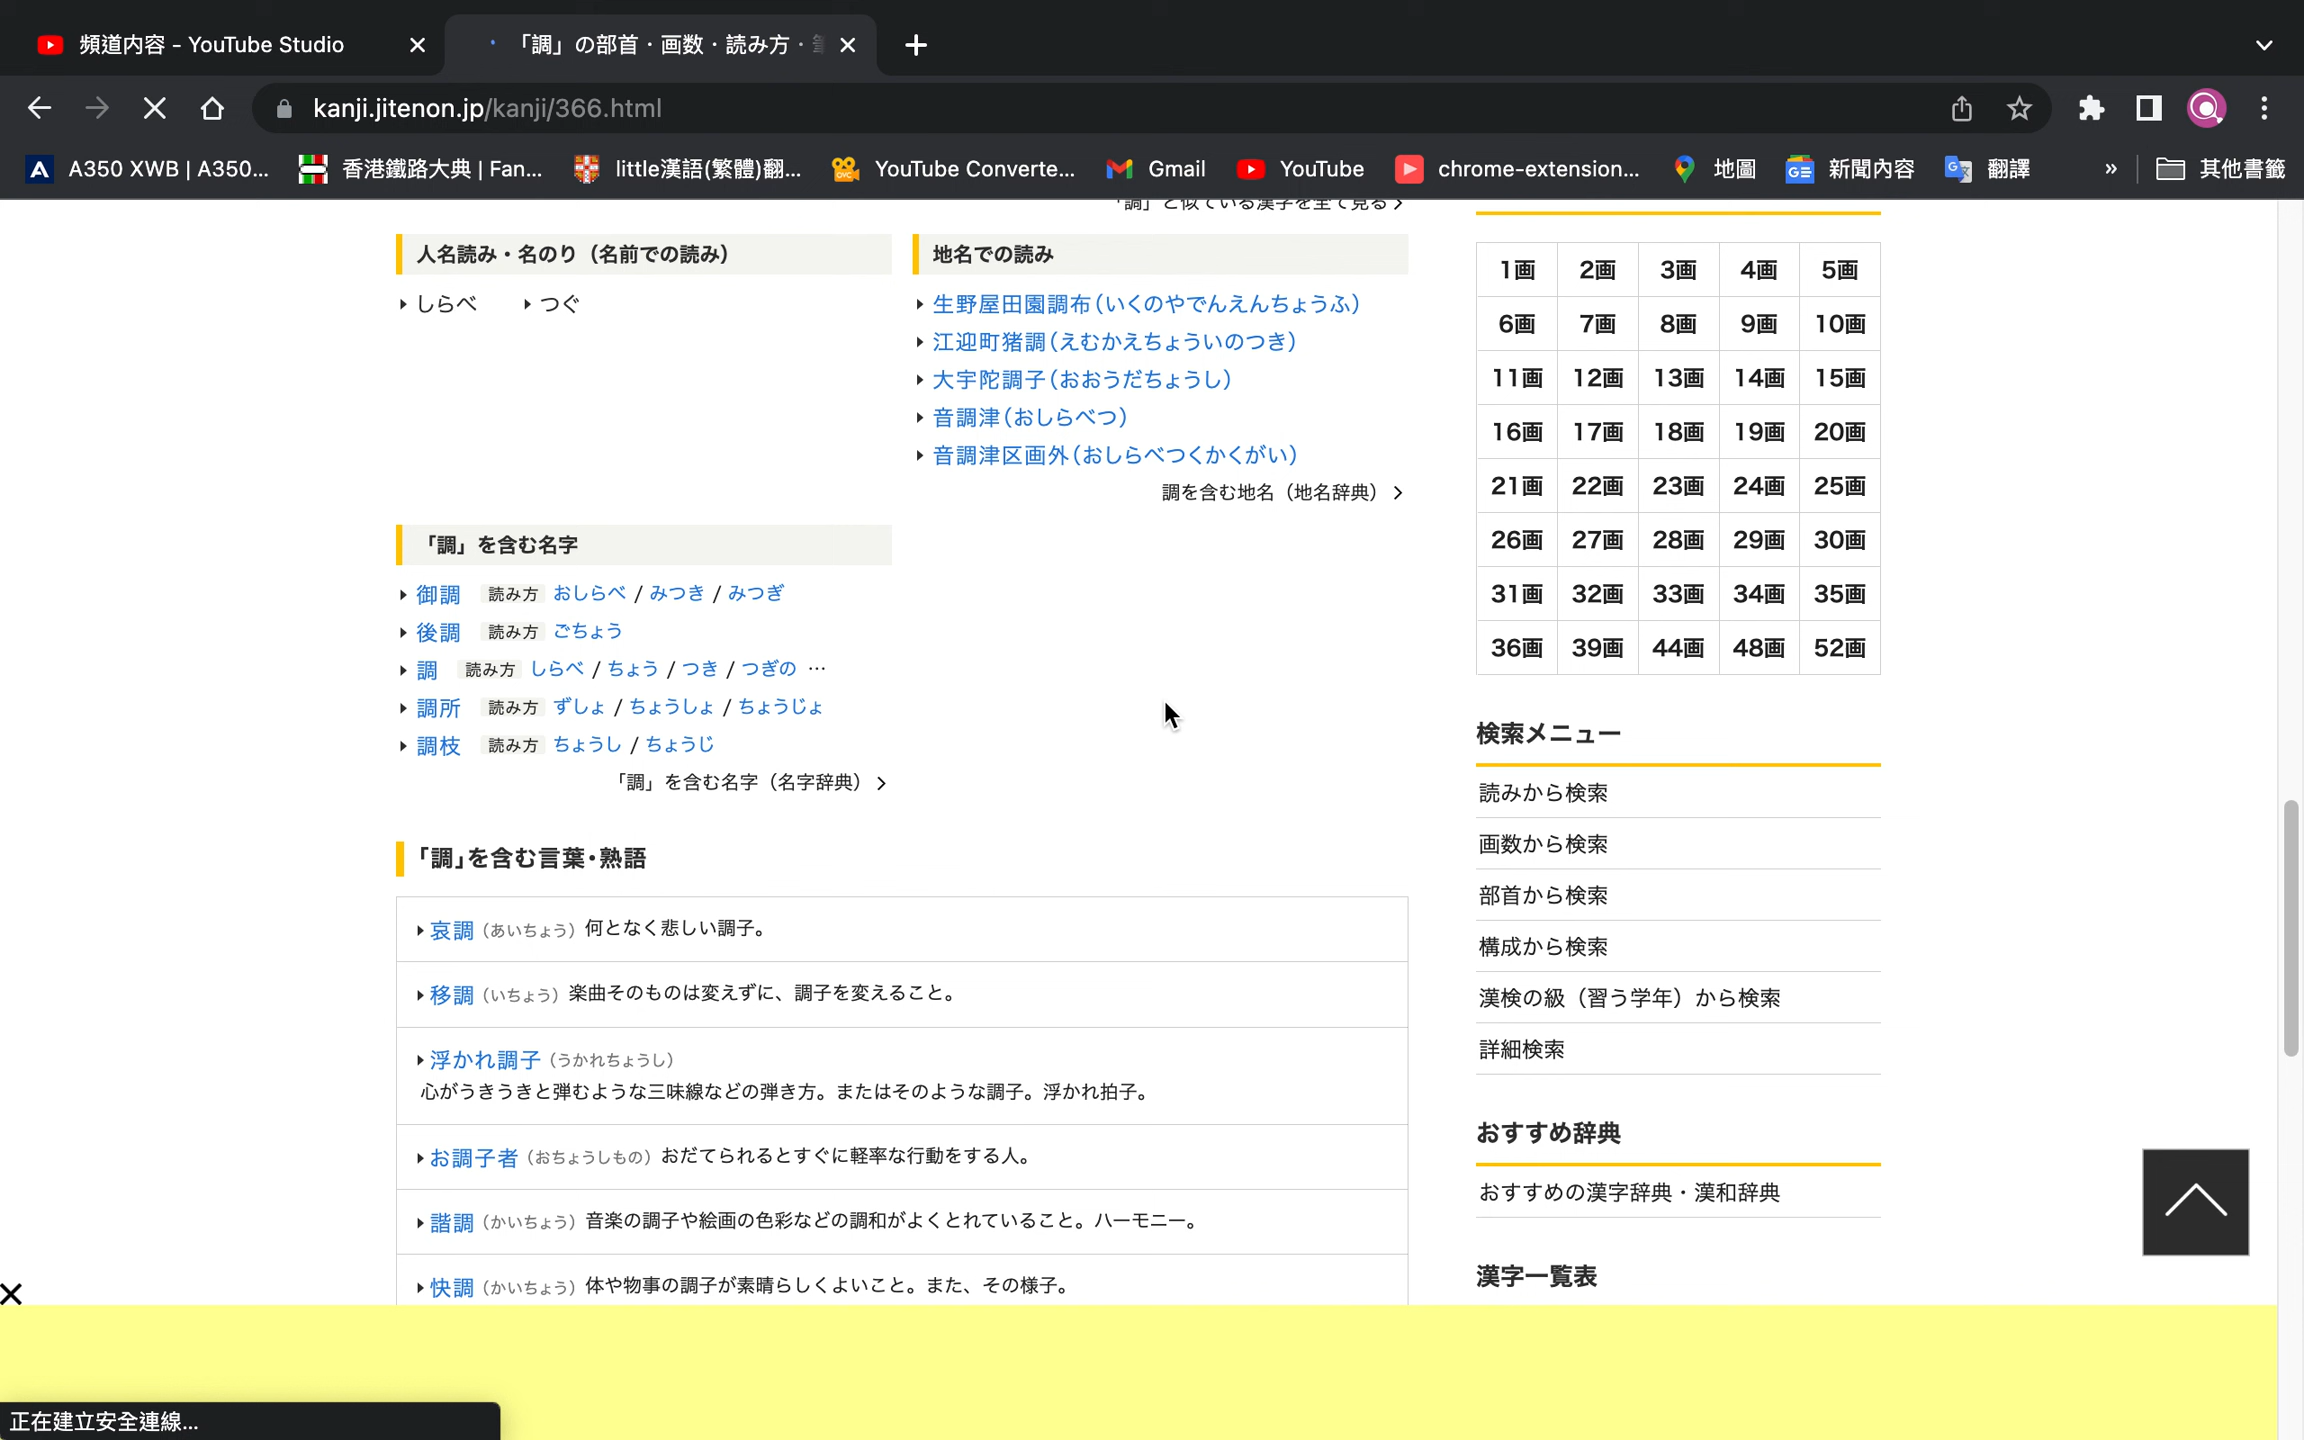 頻道内容 - YouTube Studio
「調」の部首・画数・読み方・筆
kanji.jitenon.jp/kanji/366.html
A350 XWB | A350...
香港鐵路大典 | Fan...
little漢語(繁體)翻...
YouTube Converte...
Gmail
YouTube
chrome-extension...
地圖
新聞內容
翻譯
»
其他書籤
「調」と似ている漢字を全て見る
人名読み・名のり（名前での読み）
しらべ つぐ
地名での読み
生野屋田園調布(いくのやでんえんちょうふ)
江迎町猪調(えむかえちょういのつき)
大宇陀調子(おおうだちょうし)
音調津(おしらべつ)
音調津区画外(おしらべつくかくがい)
調を含む地名（地名辞典）
「調」を含む名字
御調 読み方 おしらべ / みつき / みつぎ
後調 読み方 ごちょう
調 読み方 しらべ / ちょう / つき / つぎの …
調所 読み方 ずしょ / ちょうしょ / ちょうじょ
調枝 読み方 ちょうし / ちょうじ
「調」を含む名字（名字辞典）
「調」を含む言葉・熟語
哀調（あいちょう）何となく悲しい調子。
移調（いちょう）楽曲そのものは変えずに、調子を変えること。
浮かれ調子（うかれちょうし）
心がうきうきと弾むような三味線などの弾き方。またはそのような調子。浮かれ拍子。
お調子者（おちょうしもの）おだてられるとすぐに軽率な行動をする人。
諧調（かいちょう）音楽の調子や絵画の色彩などの調和がよくとれていること。ハーモニー。
快調（かいちょう）体や物事の調子が素晴らしくよいこと。また、その様子。
1画 2画 3画 4画 5画
6画 7画 8画 9画 10画
11画 12画 13画 14画 15画
16画 17画 18画 19画 20画
21画 22画 23画 24画 25画
26画 27画 28画 29画 30画
31画 32画 33画 34画 35画
36画 39画 44画 48画 52画
検索メニュー
読みから検索
画数から検索
部首から検索
構成から検索
漢検の級（習う学年）から検索
詳細検索
おすすめ辞典
おすすめの漢字辞典・漢和辞典
漢字一覧表
正在建立安全連線...